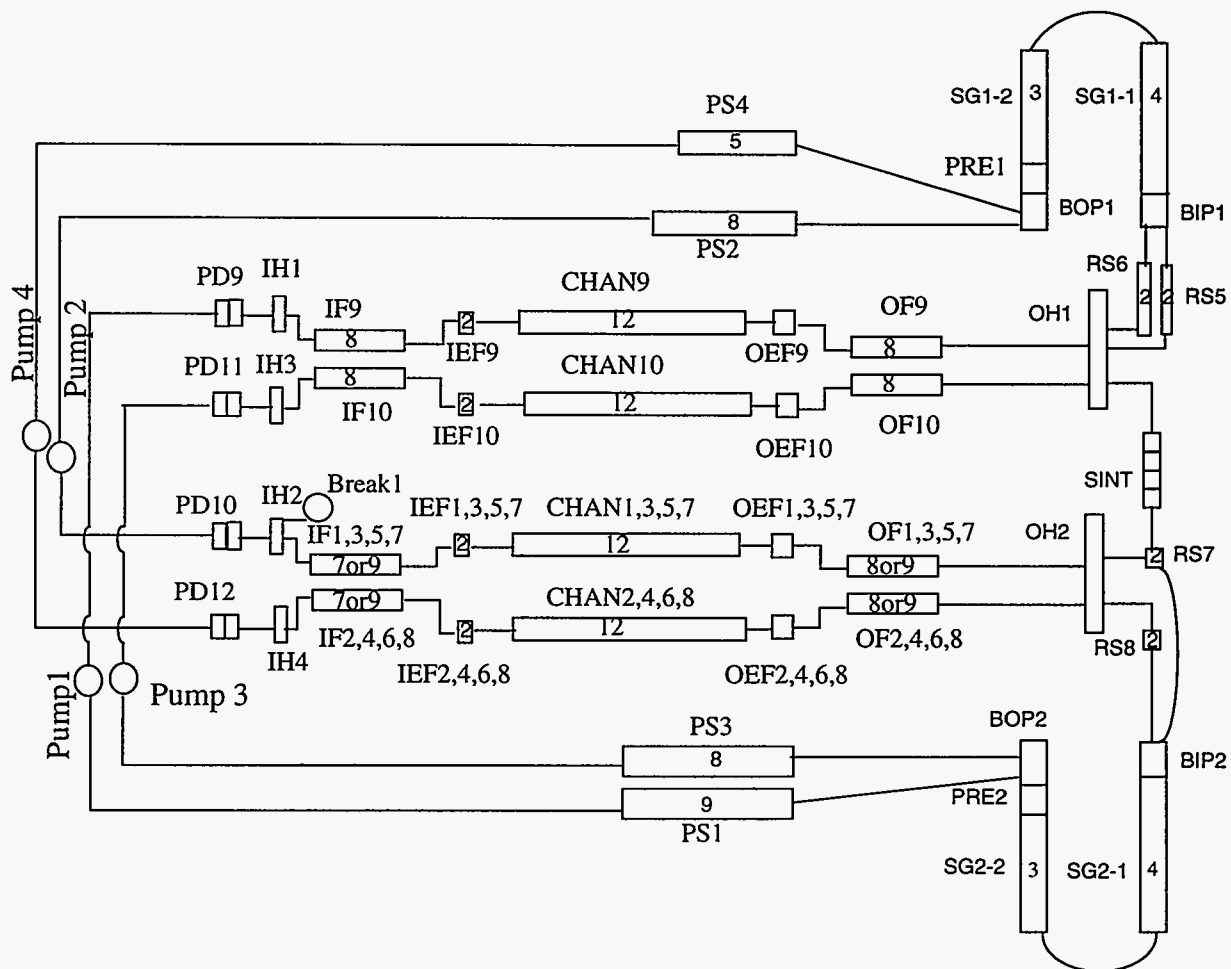 SG1-2
3
SG1-1
4
PS4
5
PRE1
BOP1
BIP1
8
PS2
RS6
2
2
RS5
PD9
IH1
IF9
8
2
IEF9
CHAN9
12
OEF9
OF9
8
OH1
Pump 4
Pump 2
PD11
IH3
8
IF10
2
IEF10
CHAN10
12
OEF10
8
OF10
SINT
PD10
IH2
Break1
IF1,3,5,7
7or9
IEF1,3,5,7
2
CHAN1,3,5,7
12
OEF1,3,5,7
OF1,3,5,7
8or9
OH2
2
RS7
PD12
IH4
7or9
IF2,4,6,8
2
IEF2,4,6,8
CHAN2,4,6,8
12
OEF2,4,6,8
8or9
OF2,4,6,8
RS8
2
Pump1
Pump 3
PS3
8
BOP2
BIP2
9
PS1
PRE2
SG2-2
3
SG2-1
4